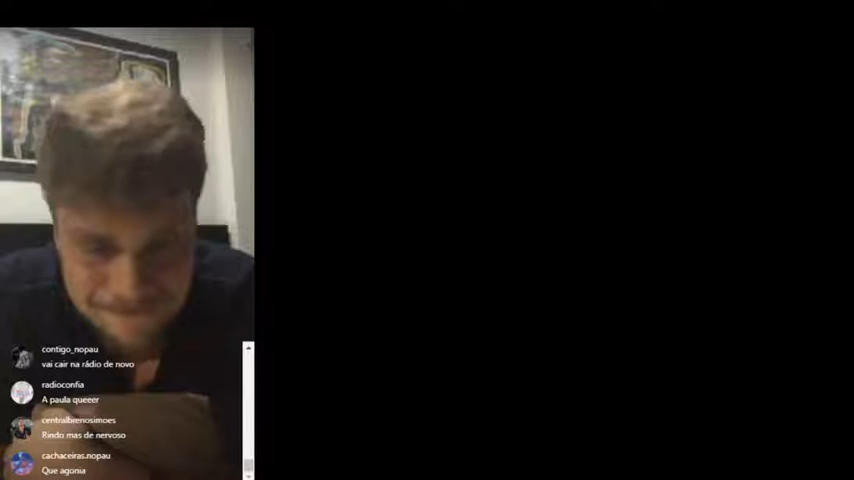 contigo_nopau
vai cair na rádio de novo
radioconfia
A paula queeer
centralbrenosimoes
Rindo mas de nervoso
cachaceiras.nopau
Que agonia